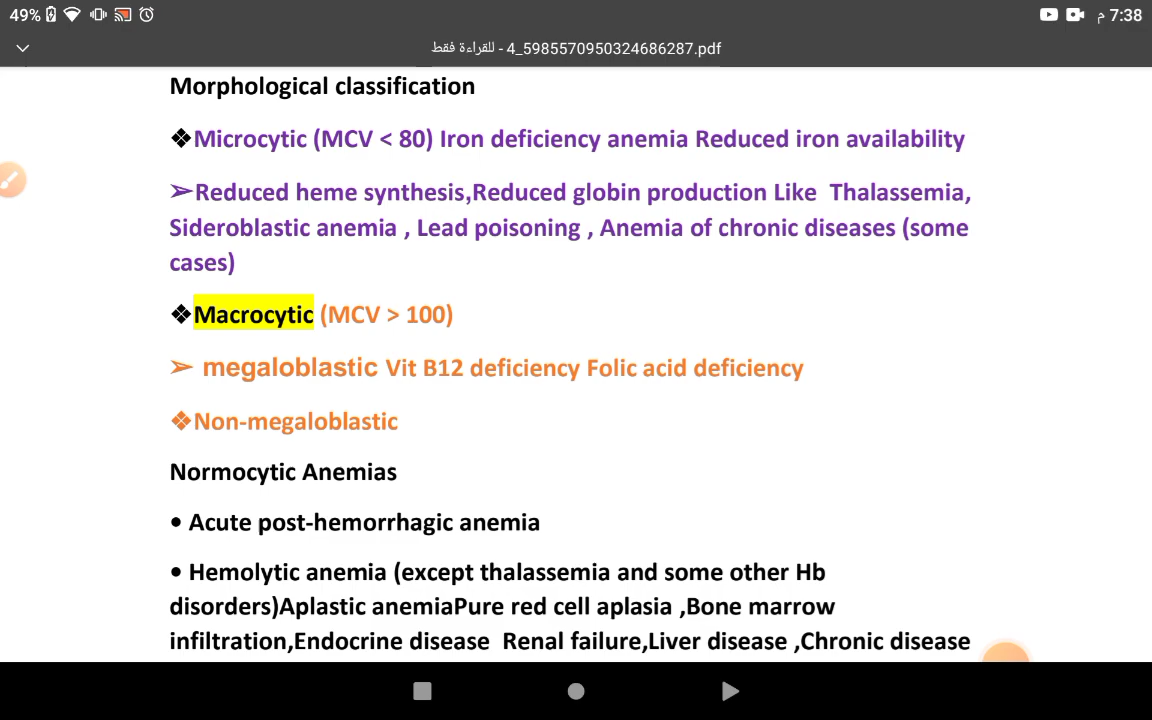 49% م 7:38
4_5985570950324686287.pdf - للقراءة فقط
Morphological classification
❖Microcytic (MCV < 80) Iron deficiency anemia Reduced iron availability
➢Reduced heme synthesis,Reduced globin production Like Thalassemia,
Sideroblastic anemia , Lead poisoning , Anemia of chronic diseases (some
cases)
❖Macrocytic (MCV > 100)
➢ megaloblastic Vit B12 deficiency Folic acid deficiency
❖Non-megaloblastic
Normocytic Anemias
• Acute post-hemorrhagic anemia
• Hemolytic anemia (except thalassemia and some other Hb
disorders)Aplastic anemiaPure red cell aplasia ,Bone marrow
infiltration,Endocrine disease Renal failure,Liver disease ,Chronic disease